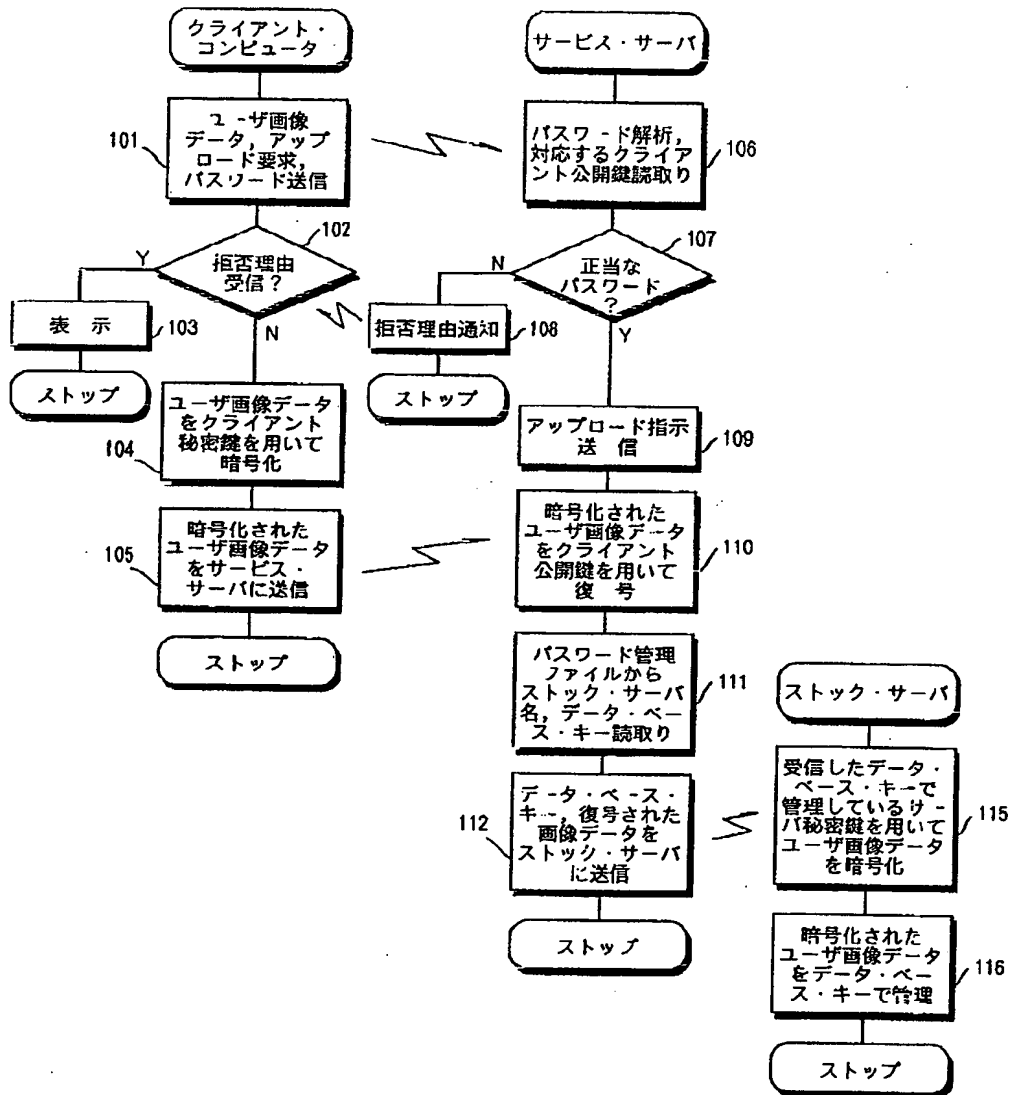 クライアント・
コンピュータ
101
ユーザ画像
データ，アップ
ロード要求，
パスワード送信
102
拒否理由
受信？
Y
N
表 示
103
ストップ
ユーザ画像データ
をクライアント
秘密鍵を用いて
暗号化
104
暗号化された
ユーザ画像データ
をサービス・
サーバに送信
105
ストップ
サービス・サーバ
パスワード解析，
対応するクライア
ント公開鍵読取り
106
107
正当な
パスワード
？
N
Y
拒否理由通知
108
ストップ
アップロード指示
送 信
109
暗号化された
ユーザ画像データ
をクライアント
公開鍵を用いて
復 号
110
パスワード管理
ファイルから
ストック・サーバ
名，データ・ベー
ス・キー読取り
111
データ・ベース・
キー，復号された
画像データを
ストック・サーバ
に送信
112
ストップ
ストック・サーバ
受信したデータ・
ベース・キーで
管理しているサー
バ秘密鍵を用いて
ユーザ画像データ
を暗号化
115
暗号化された
ユーザ画像データ
をデータ・ベー
ス・キーで管理
116
ストップ